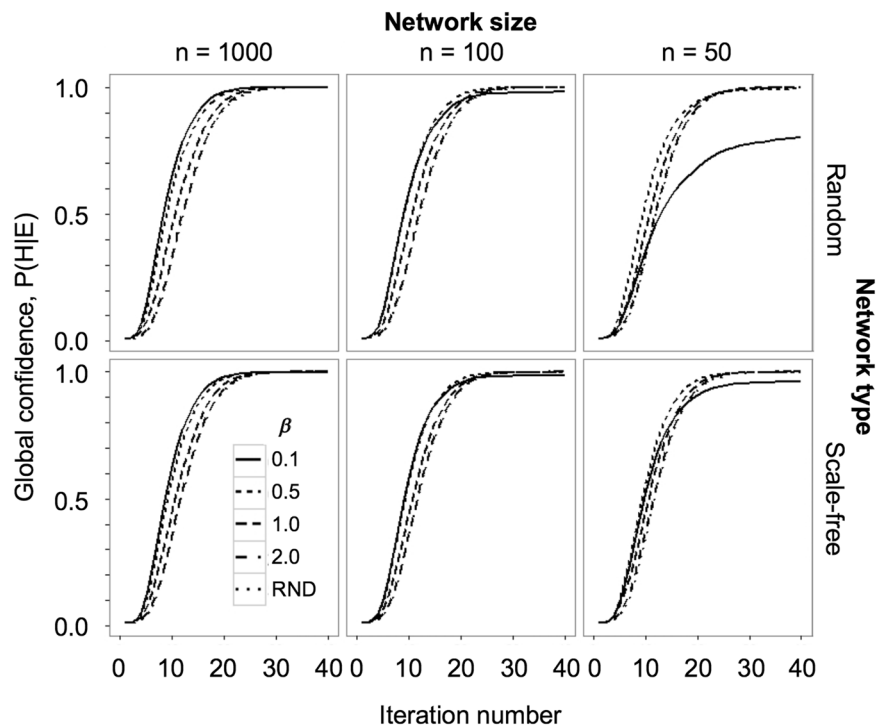 Network size
n = 1000 n = 100 n = 50
1.0
0.5
0.0
Random
Global confidence, P(H|E)
Network type
1.0
0.5
0.0
β
0.1
0.5
1.0
2.0
RND
Scale-free
0 10 20 30 40 0 10 20 30 40 0 10 20 30 40
Iteration number